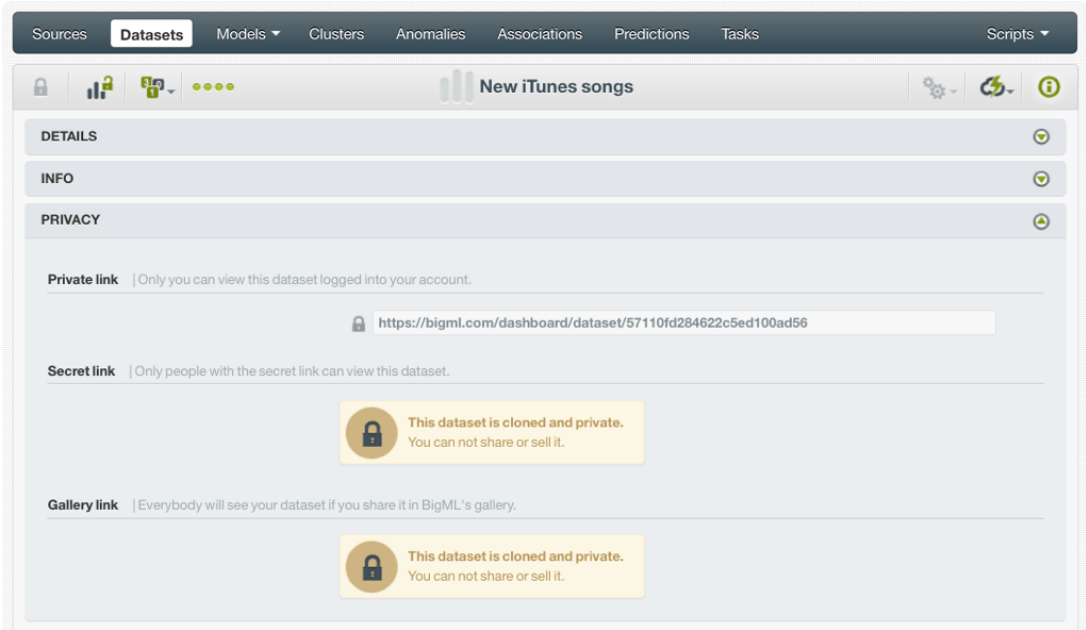 Sources Datasets Models Clusters Anomalies Associations Predictions Tasks Scripts
New iTunes songs
DETAILS
INFO
PRIVACY
Private link | Only you can view this dataset logged into your account.
https://bigml.com/dashboard/dataset/57110fd284622c5ed100ad56
Secret link | Only people with the secret link can view this dataset.
This dataset is cloned and private.
You can not share or sell it.
Gallery link | Everybody will see your dataset if you share it in BigML's gallery.
This dataset is cloned and private.
You can not share or sell it.